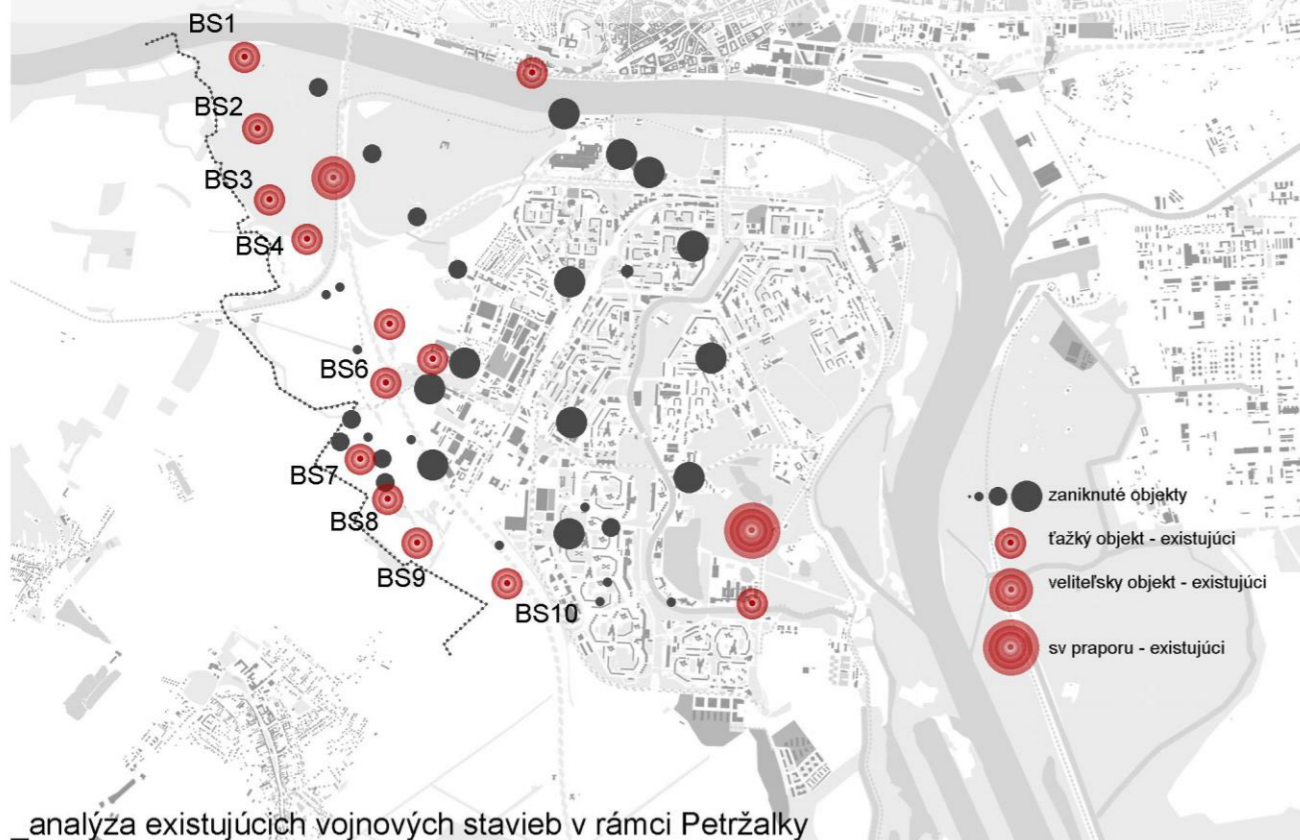 BS1
BS2
BS3
BS4
BS6
BS7
BS8
BS9
BS10
zaniknuté objekty
ťažký objekt - existujúci
veliteľsky objekt - existujúci
sv praporu - existujúci
_analýza existujúcich vojnových stavieb v rámci Petržalky